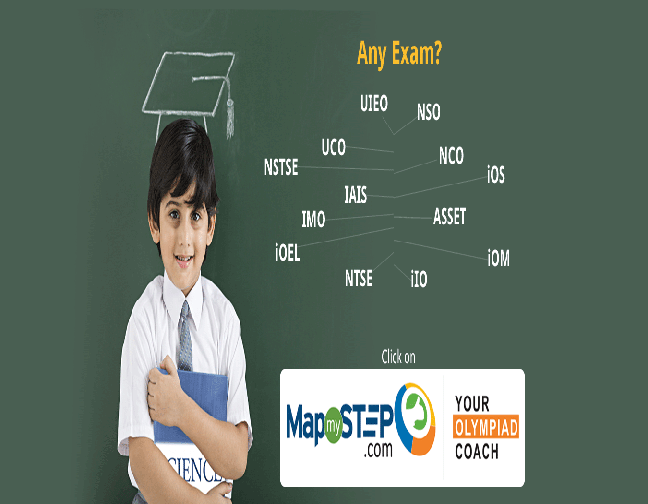 Any Exam?
UIEO
NSO
UCO
NCO
NSTSE
iOS
IAIS
IMO
ASSET
iOEL
iOM
NTSE
iIO
Click on
MapmySTEP
.com
YOUR
OLYMPIAD
COACH
SCIENCE